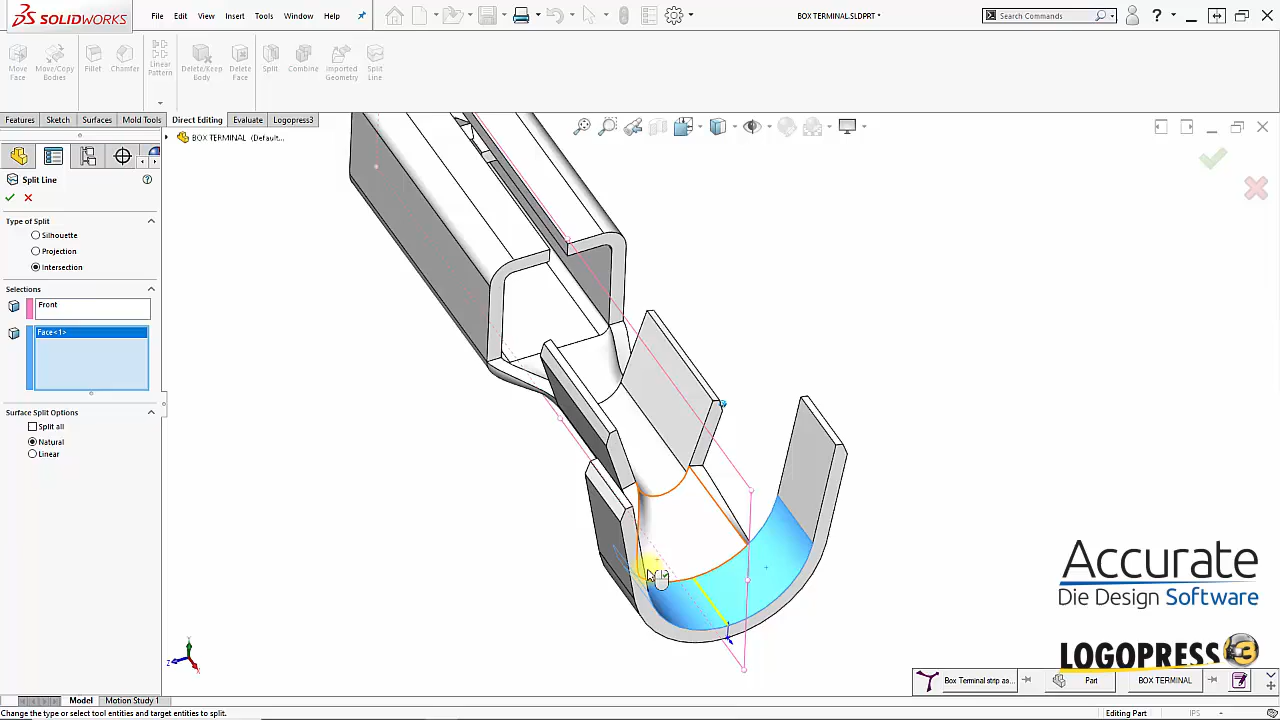 SOLIDWORKS
File
Edit
View
Insert
Tools
Window
Help
BOX TERMINAL.SLDPRT *
Search Commands
?
Move
Face
Move/Copy
Bodies
Fillet
Chamfer
Linear
Pattern
Delete/Keep
Body
Delete
Face
Split
Combine
Imported
Geometry
Split
Line
Features
Sketch
Surfaces
Mold Tools
Direct Editing
Evaluate
Logopress3
BOX TERMINAL (Default...
Split Line
Type of Split
Silhouette
Projection
Intersection
Selections
Front
Face<1>
Surface Split Options
Split all
Natural
Linear
Accurate
Die Design Software
LOGOPRESS3
Y
Z
X
Box Terminal strip as...
Part
BOX TERMINAL
Model
Motion Study 1
Change the type or select tool entities and target entities to split.
Editing Part
IPS